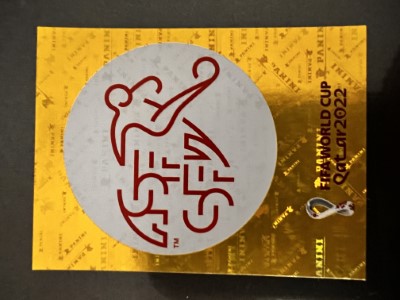 ASF
SFV
™
FIFA WORLD CUP
Qatar2022
PANINI